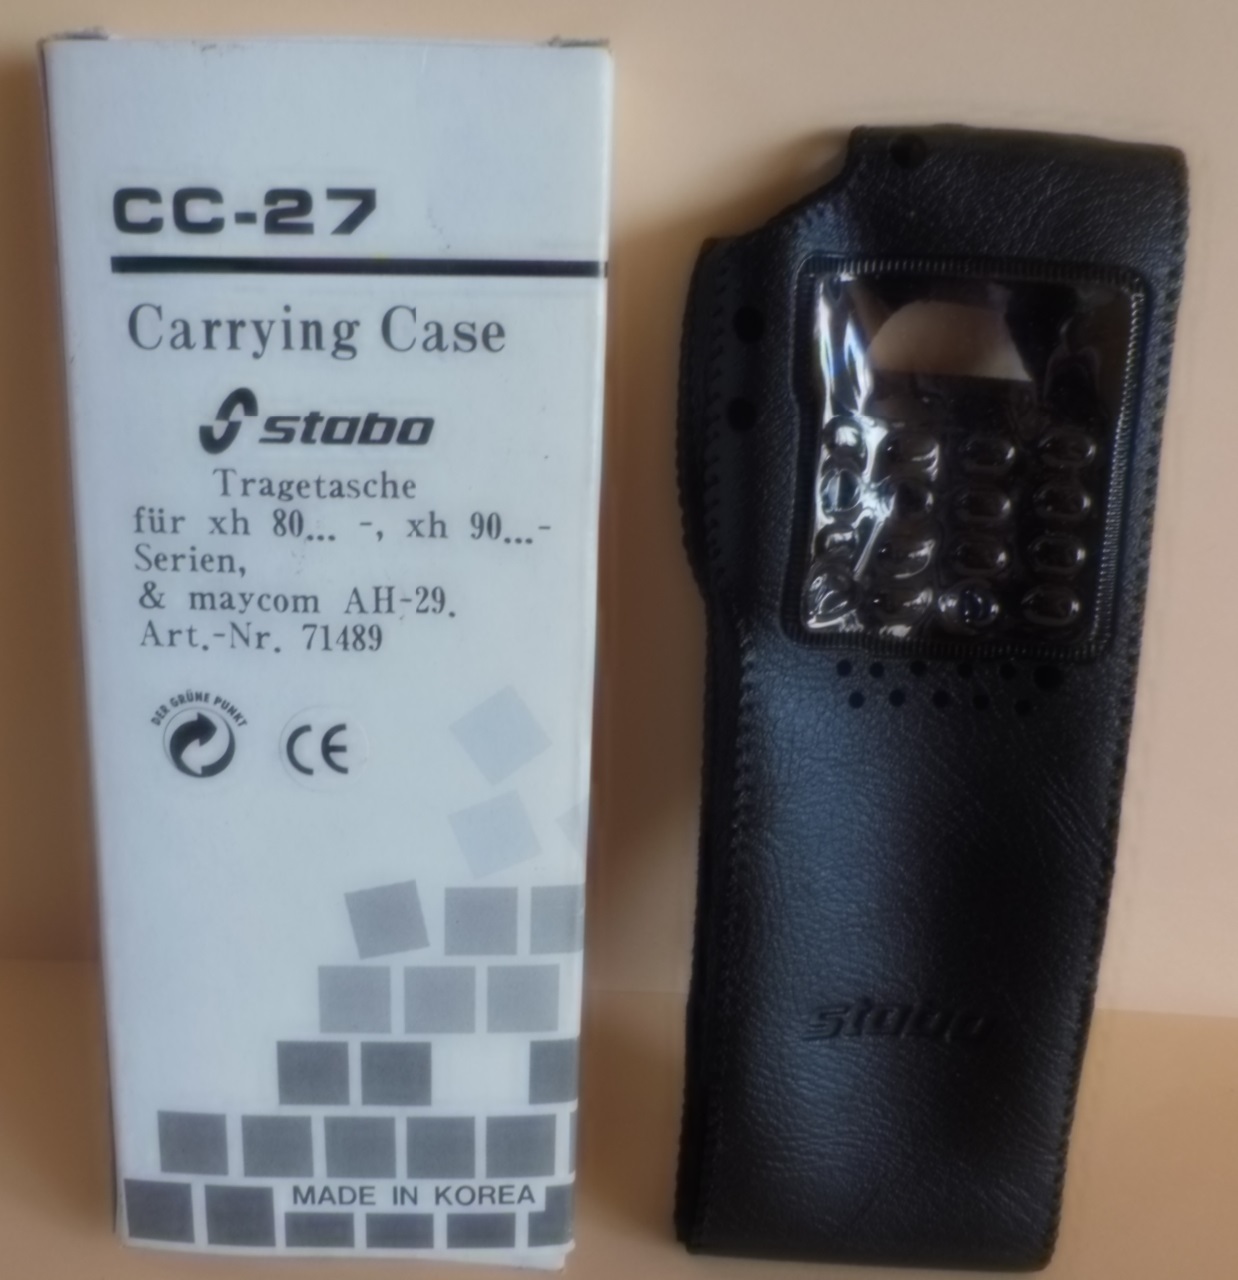 CC-27
Carrying Case
stabo
Tragetasche
für xh 80... -, xh 90...-
Serien,
& maycom AH-29.
Art.-Nr. 71489
DER GRÜNE PUNKT
CE
MADE IN KOREA
stabo